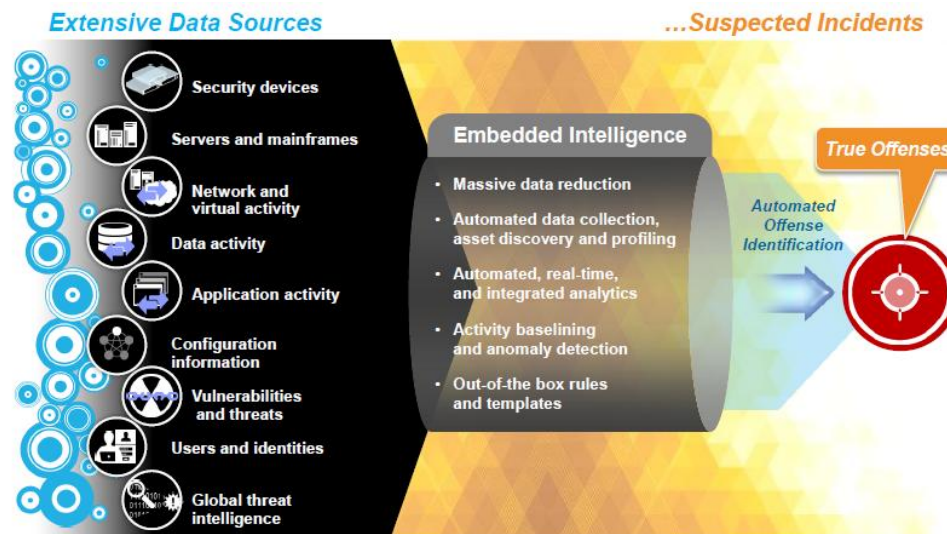 Extensive Data Sources
...Suspected Incidents
Security devices
Servers and mainframes
Network and
virtual activity
Data activity
Application activity
Configuration
information
Vulnerabilities
and threats
Users and identities
Global threat
intelligence
Embedded Intelligence
• Massive data reduction
• Automated data collection,
asset discovery and profiling
• Automated, real-time,
and integrated analytics
• Activity baselining
and anomaly detection
• Out-of-the box rules
and templates
Automated
Offense
Identification
True Offenses